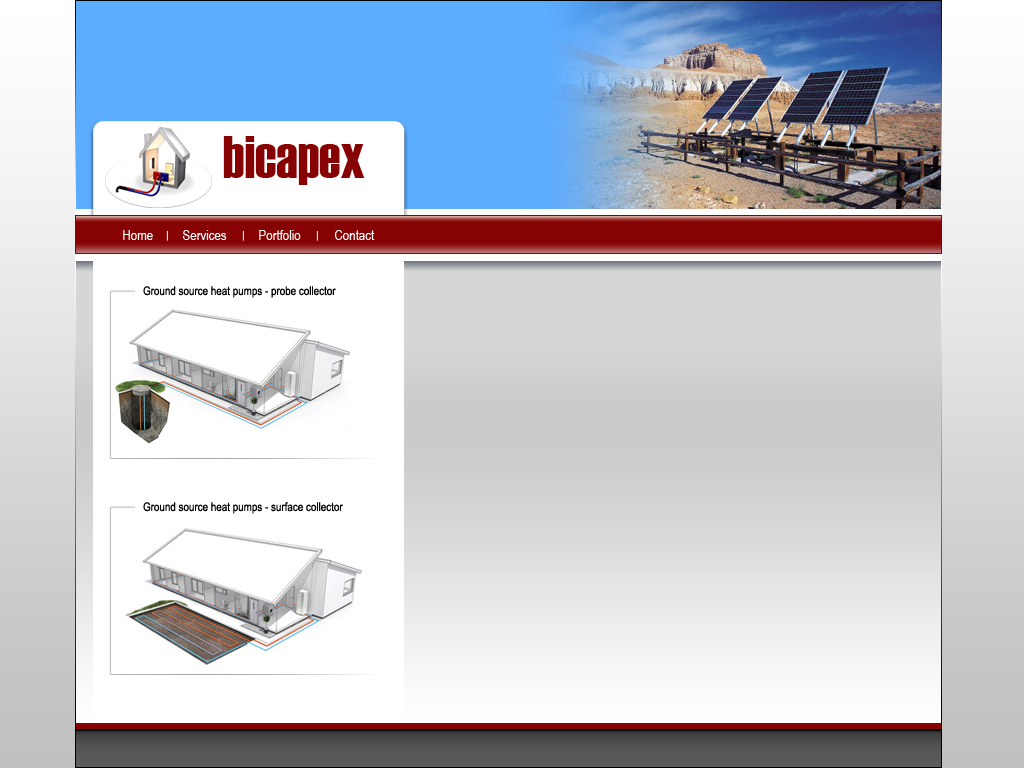 bicapex
Home | Services | Portfolio | Contact
Ground source heat pumps - probe collector
Ground source heat pumps - surface collector